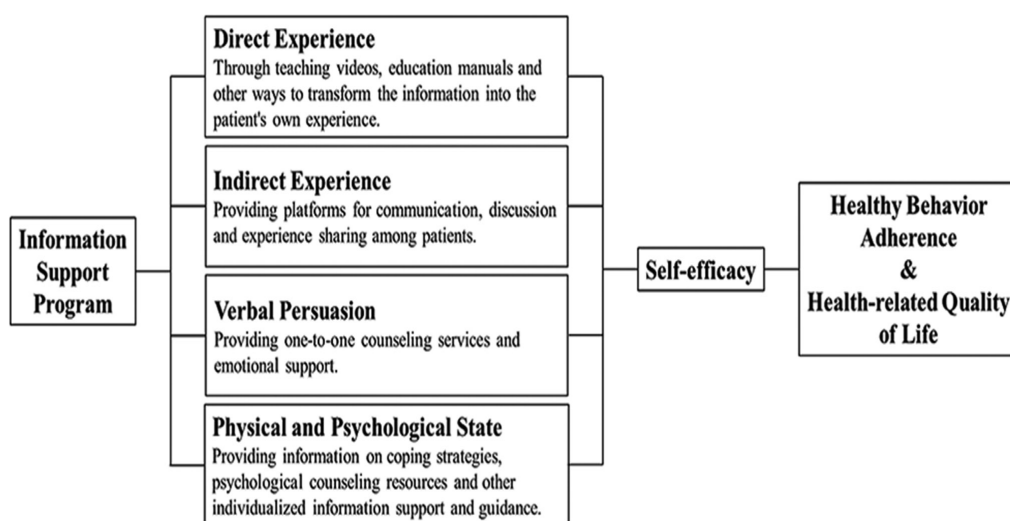 Information
Support
Program
Direct Experience
Through teaching videos, education manuals and
other ways to transform the information into the
patient's own experience.
Indirect Experience
Providing platforms for communication, discussion
and experience sharing among patients.
Verbal Persuasion
Providing one-to-one counseling services and
emotional support.
Physical and Psychological State
Providing information on coping strategies,
psychological counseling resources and other
individualized information support and guidance.
Self-efficacy
Healthy Behavior
Adherence
&
Health-related Quality
of Life